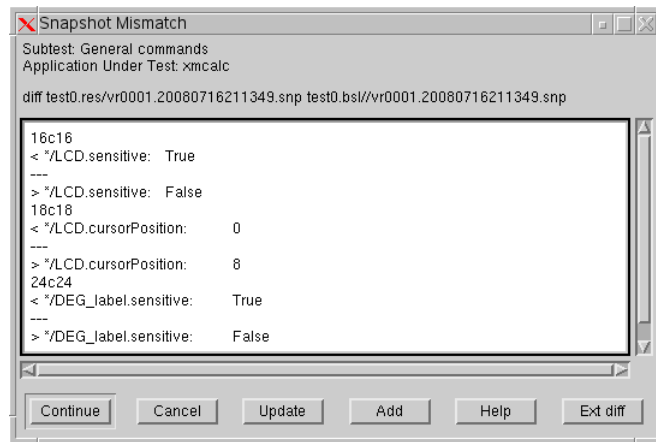 Snapshot Mismatch
Subtest: General commands
Application Under Test: xmcalc
diff test0.res/vr0001.20080716211349.snp test0.bsl//vr0001.20080716211349.snp
16c16
< */LCD.sensitive: True
---
> */LCD.sensitive: False
18c18
< */LCD.cursorPosition: 0
---
> */LCD.cursorPosition: 8
24c24
< */DEG_label.sensitive: True
---
> */DEG_label.sensitive: False
Continue Cancel Update Add Help Ext diff